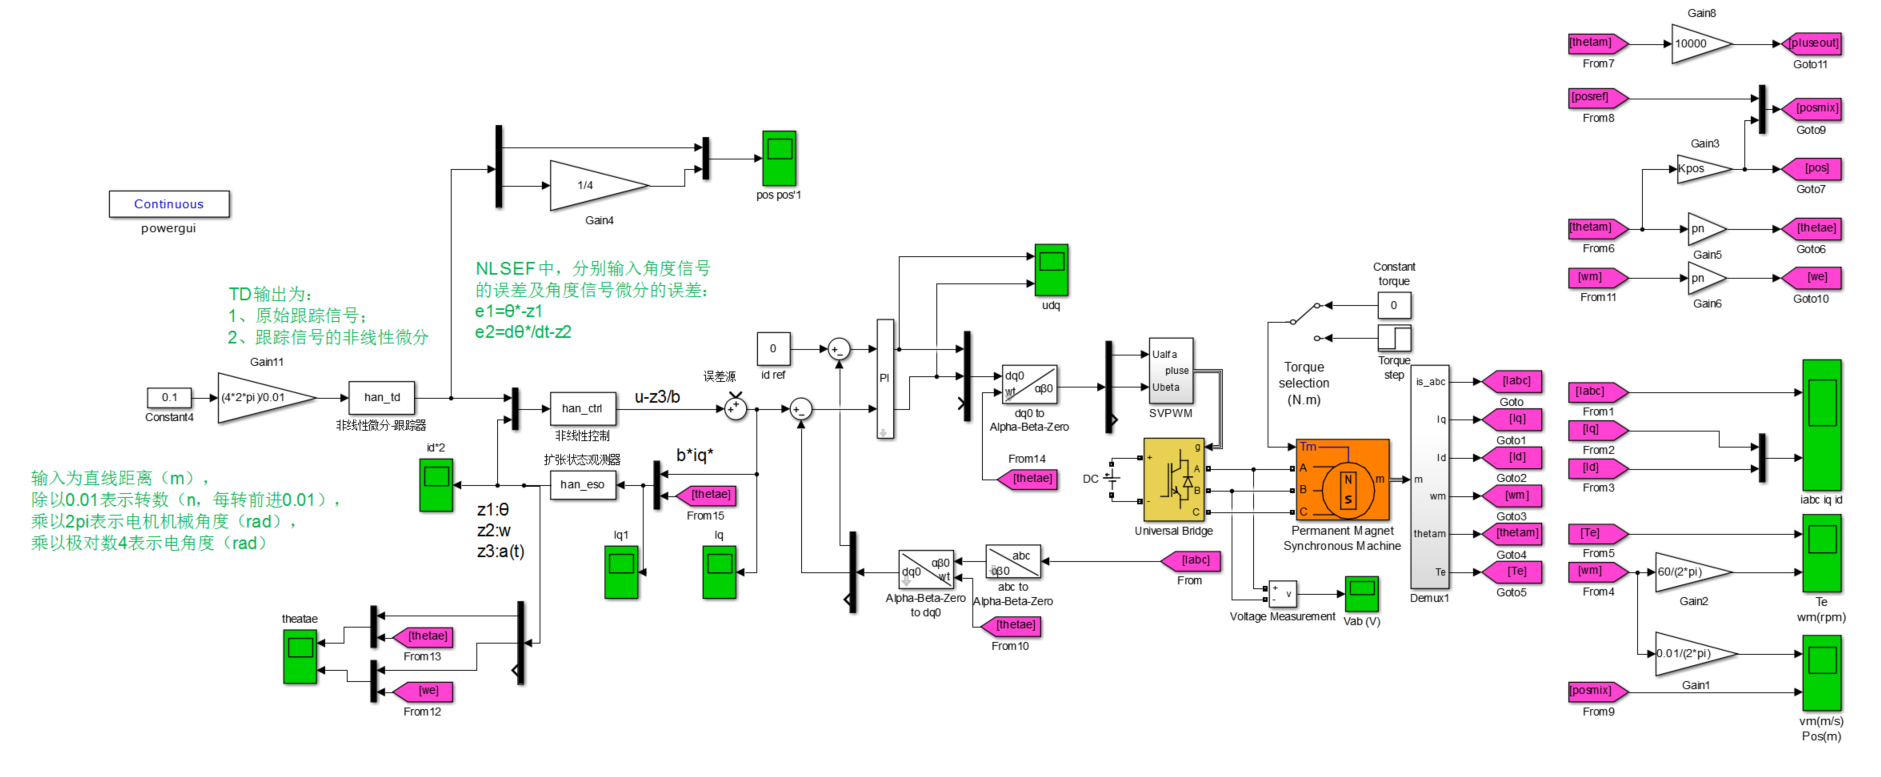 Continuous
powergui
TD输出为:
1、原始跟踪信号;
2、跟踪信号的非线性微分
0.1
Constant4
Gain11
(4*2*pi)/0.01
han_td
非线性微分-跟踪器
输入为直线距离（m），
除以0.01表示转数（n，每转前进0.01），
乘以2pi表示电机机械角度（rad），
乘以极对数4表示电角度（rad）
1/4
Gain4
pos pos'1
NLSEF中，分别输入角度信号
的误差及角度信号微分的误差:
e1=θ*-z1
e2=dθ*/dt-z2
han_ctrl
非线性控制
u-z3/b
误差源
扩张状态观测器
han_eso
b*iq*
[thetae]
From15
id*2
z1:θ
z2:w
z3:a(t)
Iq1
Iq
theatae
[thetae]
From13
[we]
From12
0
id ref
PI
udq
dq0
wt
αβ0
dq0 to
Alpha-Beta-Zero
From14
[thetae]
Ualfa
pluse
Ubeta
SVPWM
DC
+
-
g
A
B
C
Universal Bridge
Constant
torque
0
Torque
step
Torque
selection
(N.m)
Tm
A
B
C
N
S
m
Permanent Magnet
Synchronous Machine
dq0
αβ0
wt
Alpha-Beta-Zero
to dq0
abc
αβ0
abc to
Alpha-Beta-Zero
[Iabc]
From
[thetae]
From10
+
-
v
Voltage Measurement
Vab (V)
m
is_abc
Iq
Id
wm
thetam
Te
Demux1
[Iabc]
Goto
[Iq]
Goto1
[Id]
Goto2
[wm]
Goto3
[thetam]
Goto4
[Te]
Goto5
[thetam]
From7
Gain8
10000
[pluseout]
Goto11
[posref]
From8
[posmix]
Goto9
Gain3
Kpos
[pos]
Goto7
[thetam]
From6
pn
Gain5
[thetae]
Goto6
[wm]
From11
pn
Gain6
[we]
Goto10
[Iabc]
From1
[Iq]
From2
[Id]
From3
iabc iq id
[Te]
From5
[wm]
From4
60/(2*pi)
Gain2
Te
wm(rpm)
0.01/(2*pi)
Gain1
[posmix]
From9
vm(m/s)
Pos(m)